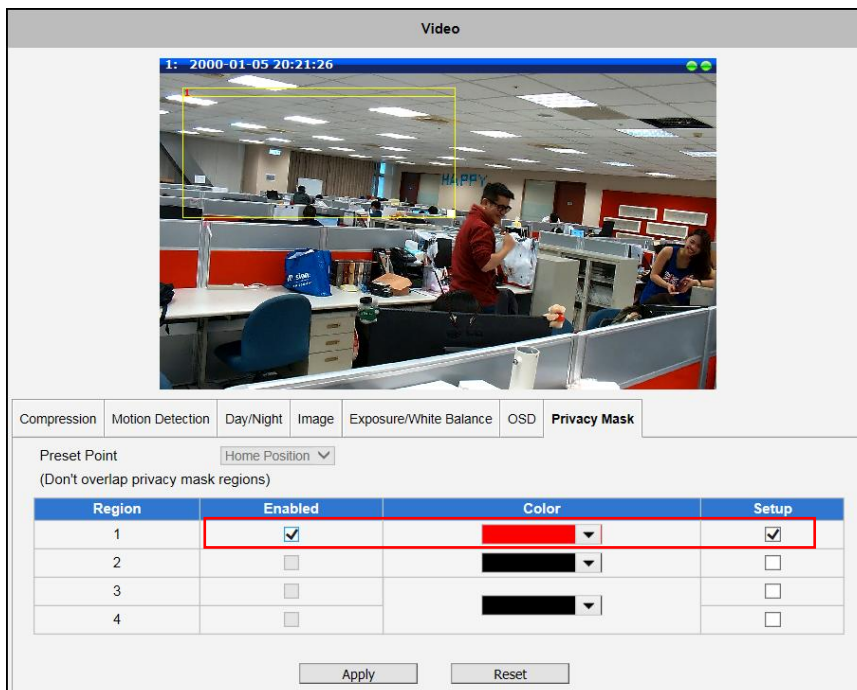 Video
1: 2000-01-05 20:21:26
1
HAPPY
Compression Motion Detection Day/Night Image Exposure/White Balance OSD Privacy Mask
Preset Point Home Position
(Don't overlap privacy mask regions)
Region Enabled Color Setup
1
2
3
4
Apply Reset